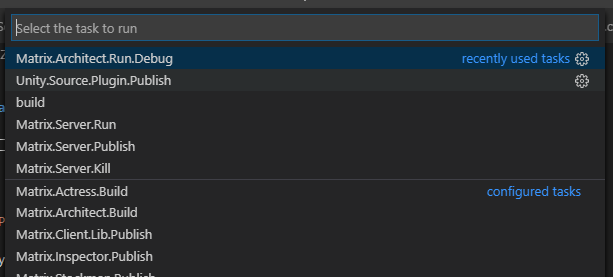 Select the task to run
Matrix.Architect.Run.Debug recently used tasks
Unity.Source.Plugin.Publish
build
Matrix.Server.Run
Matrix.Server.Publish
Matrix.Server.Kill
Matrix.Actress.Build configured tasks
Matrix.Architect.Build
Matrix.Client.Lib.Publish
Matrix.Inspector.Publish